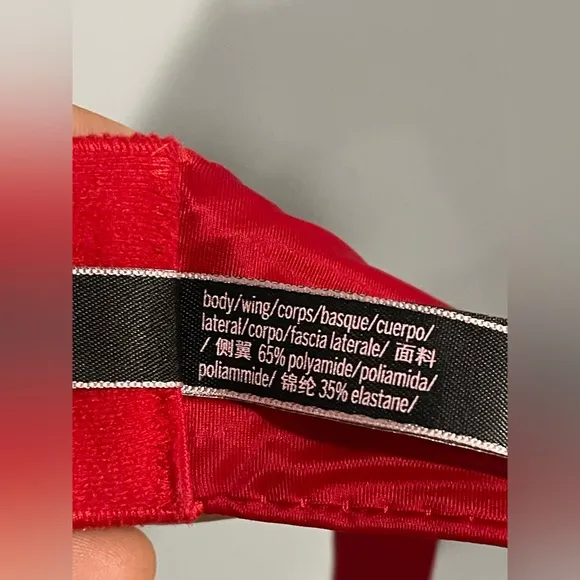 body/wing/corps/basque/cuerpo/
lateral/corpo/fascia laterale/ 面料
/ 侧翼 65% polyamide/poliamida/
poliammide/ 锦纶 35% elastane/